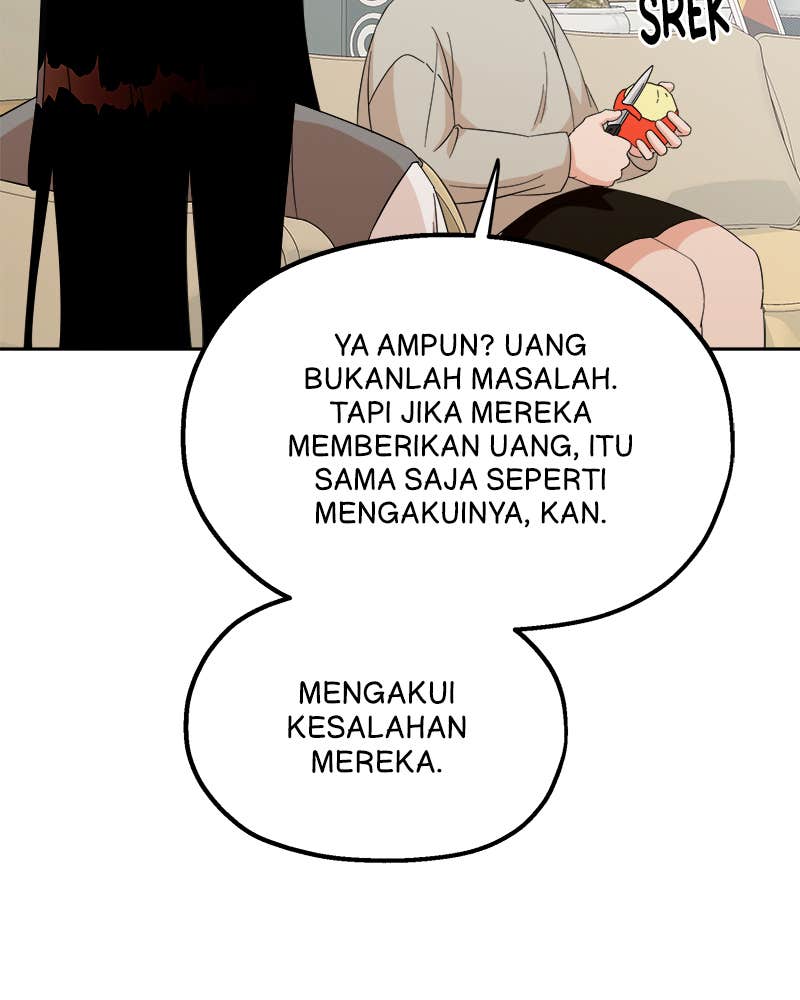 SREK
YA AMPUN? UANG
BUKANLAH MASALAH.
TAPI JIKA MEREKA
MEMBERIKAN UANG, ITU
SAMA SAJA SEPERTI
MENGAKUINYA, KAN.
MENGAKUI
KESALAHAN
MEREKA.